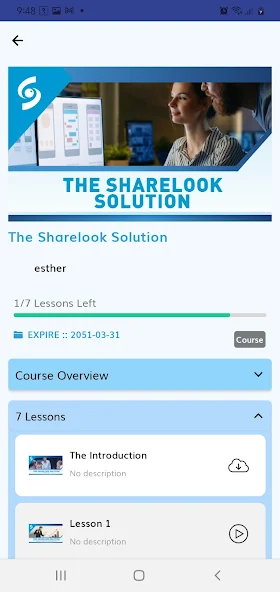 9:48
THE SHARELOOK
SOLUTION
The Sharelook Solution
esther
1/7 Lessons Left
EXPIRE :: 2051-03-31
Course
Course Overview
7 Lessons
The Introduction
No description
Lesson 1
No description